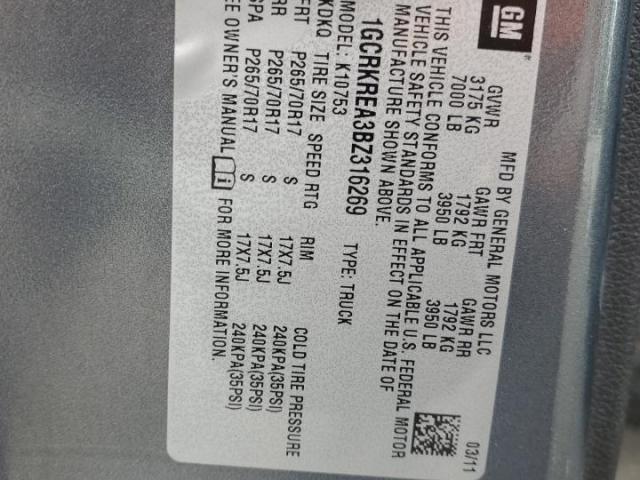 GM
MFD BY GENERAL MOTORS LLC 03/11
GVWR GAWR FRT GAWR RR
3175 KG 1792 KG 1792 KG
7000 LB 3950 LB 3950 LB
THIS VEHICLE CONFORMS TO ALL APPLICABLE U.S. FEDERAL MOTOR
VEHICLE SAFETY STANDARDS IN EFFECT ON THE DATE OF
MANUFACTURE SHOWN ABOVE.
1GCRKREA3BZ316269 TYPE: TRUCK
MODEL: K10753
KDKQ TIRE SIZE SPEED RTG RIM COLD TIRE PRESSURE
FRT P265/70R17 S 17X7.5J 240KPA(35PSI)
RR P265/70R17 S 17X7.5J 240KPA(35PSI)
SPA P265/70R17 S 17X7.5J 240KPA(35PSI)
EE OWNER'S MANUAL FOR MORE INFORMATION.